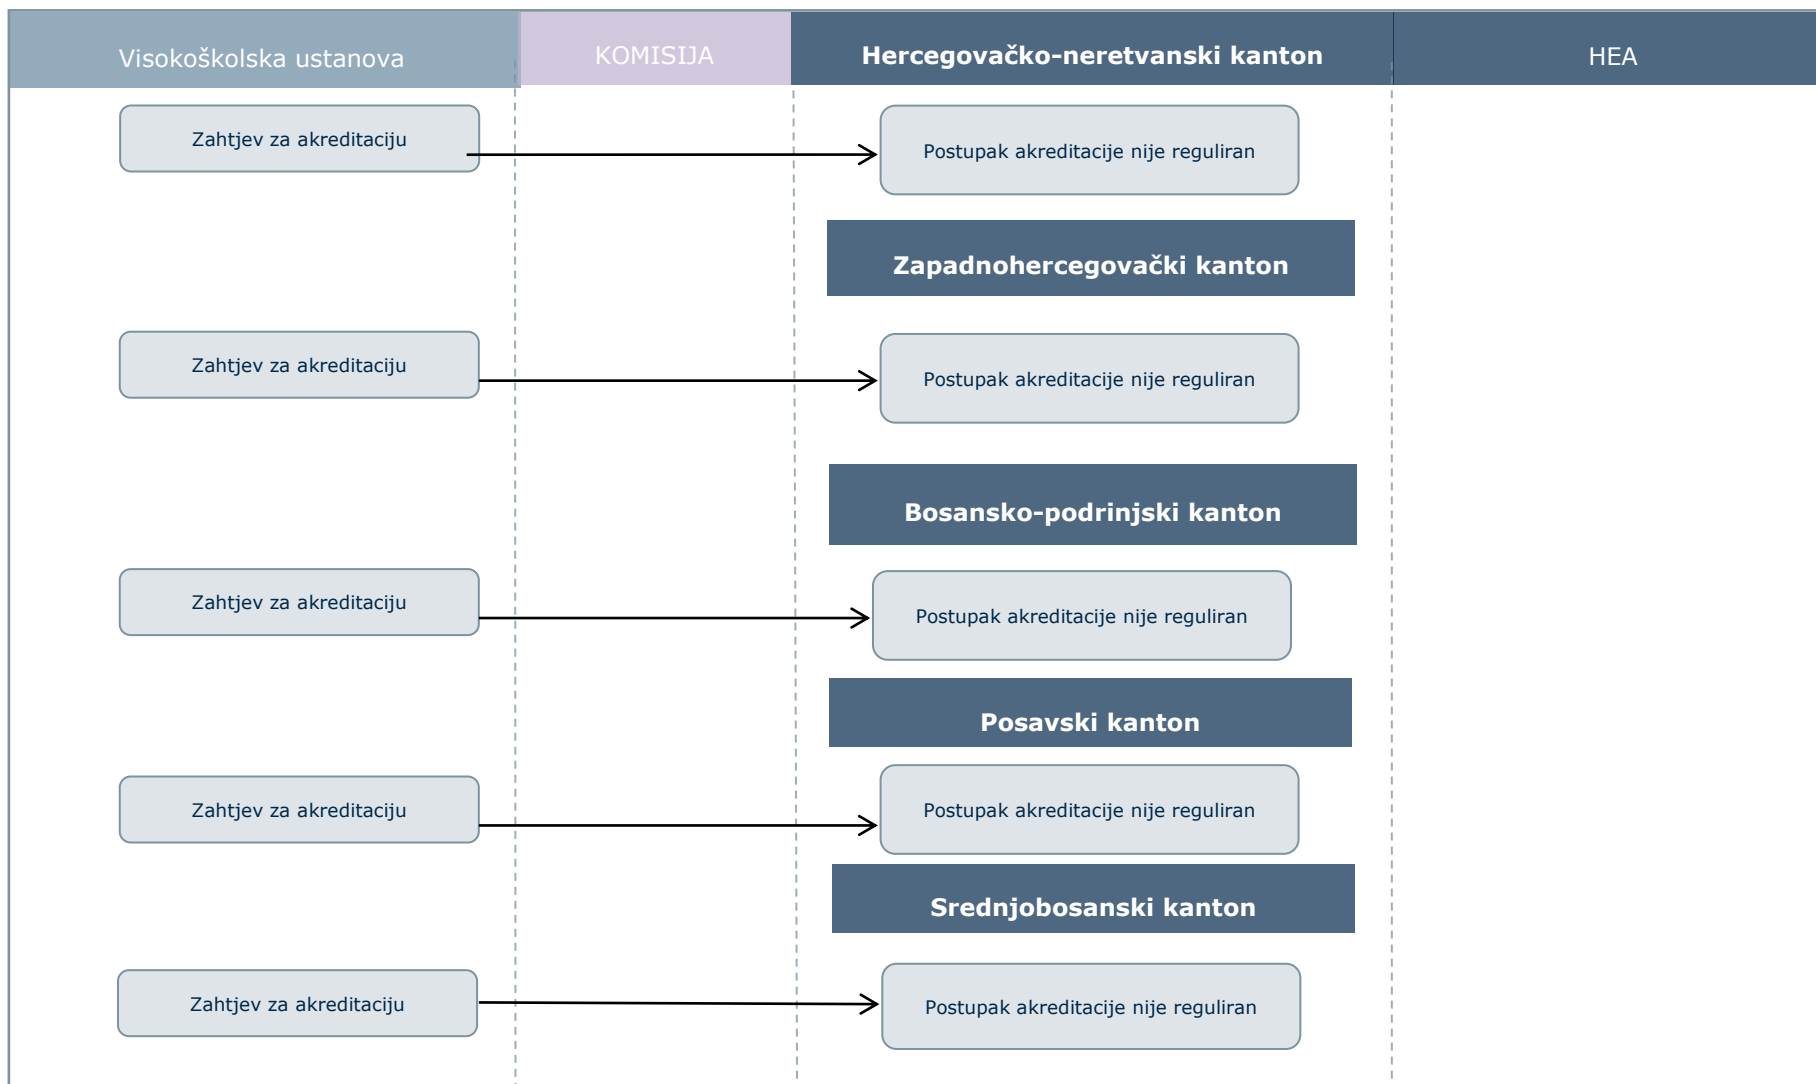 Visokoškolska ustanova
KOMISIJA
Hercegovačko-neretvanski kanton
HEA
Zahtjev za akreditaciju
Postupak akreditacije nije reguliran
Zapadnohercegovački kanton
Zahtjev za akreditaciju
Postupak akreditacije nije reguliran
Bosansko-podrinjski kanton
Zahtjev za akreditaciju
Postupak akreditacije nije reguliran
Posavski kanton
Zahtjev za akreditaciju
Postupak akreditacije nije reguliran
Srednjobosanski kanton
Zahtjev za akreditaciju
Postupak akreditacije nije reguliran